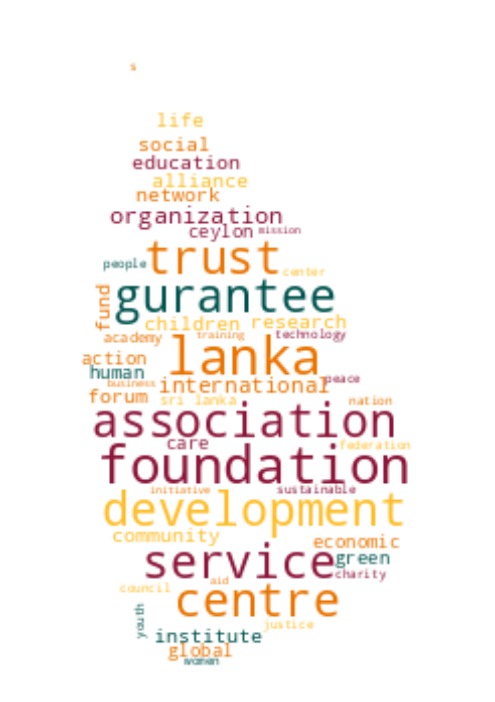 s
life
social
education
alliance
network
organization
ceylon mission
people trust center
fund gurantee
children research
academy training technology
action lanka
human business international peace
forum sri lanka nation
association
care federation
foundation
initiative sustainable
development
community economic
service green
council aid charity
youth centre
institute justice
global
women